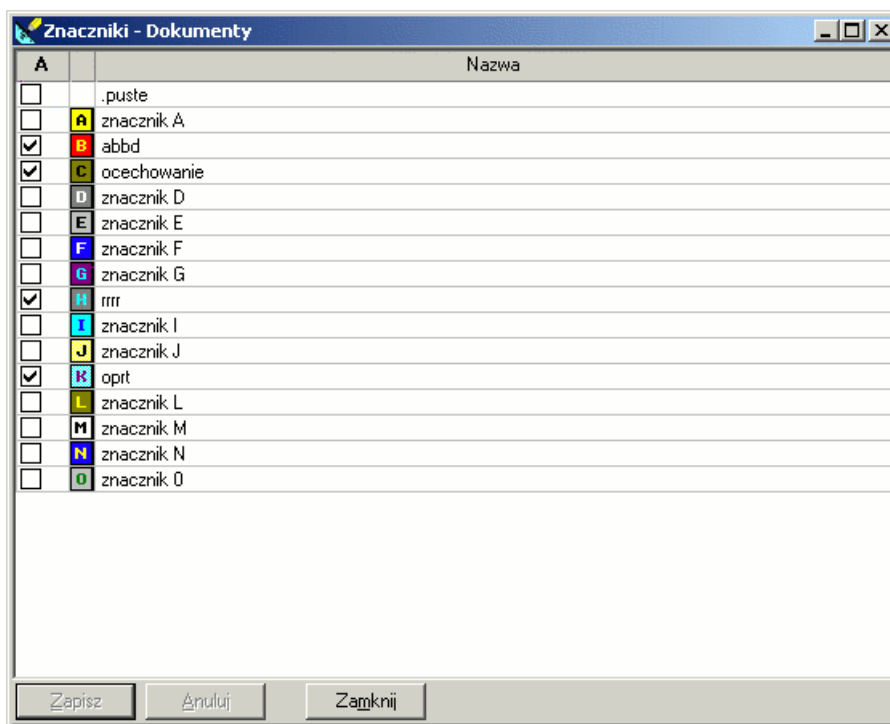 Znaczniki - Dokumenty
A Nazwa
.puste
A znacznik A
B abbd
C ocechowanie
D znacznik D
E znacznik E
F znacznik F
G znacznik G
H rrrr
I znacznik I
J znacznik J
K oprt
L znacznik L
M znacznik M
N znacznik N
O znacznik O
Zapisz Anuluj Zamknij